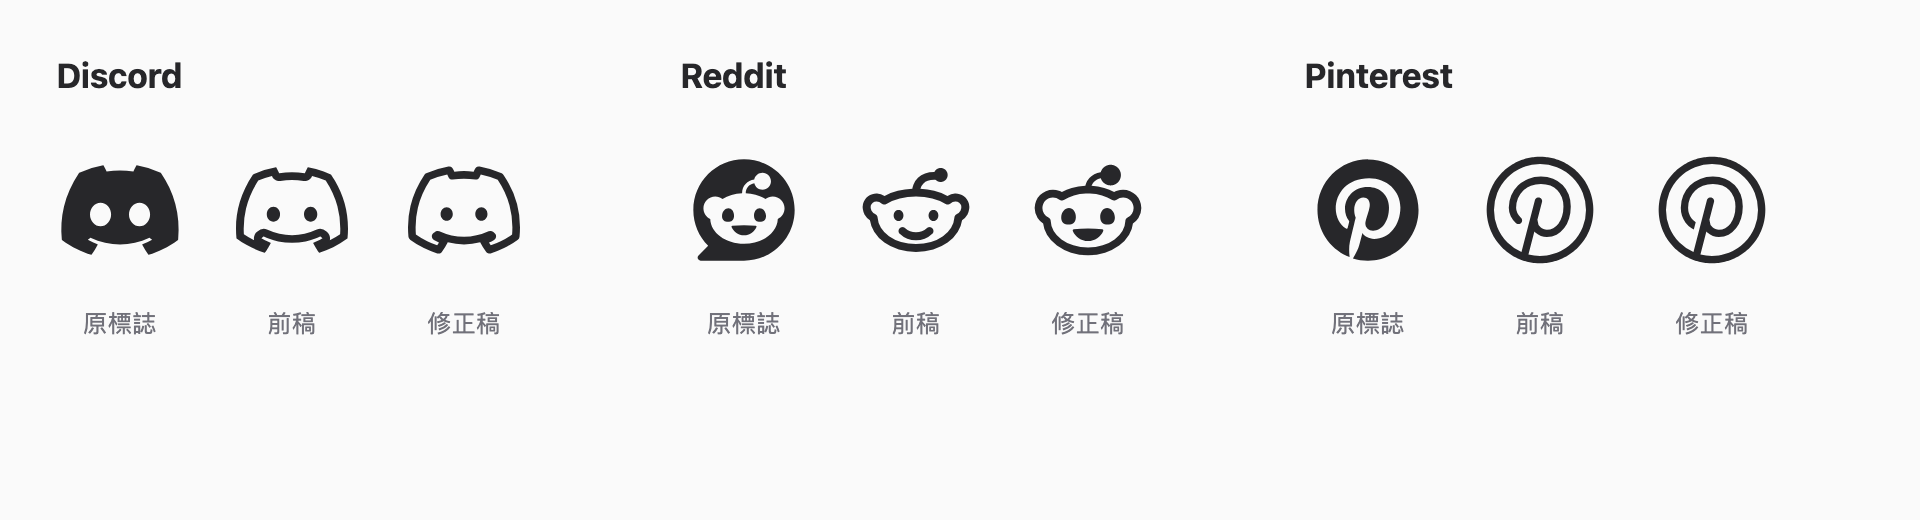 Discord
Reddit
Pinterest
原標誌
前稿
修正稿
原標誌
前稿
修正稿
原標誌
前稿
修正稿